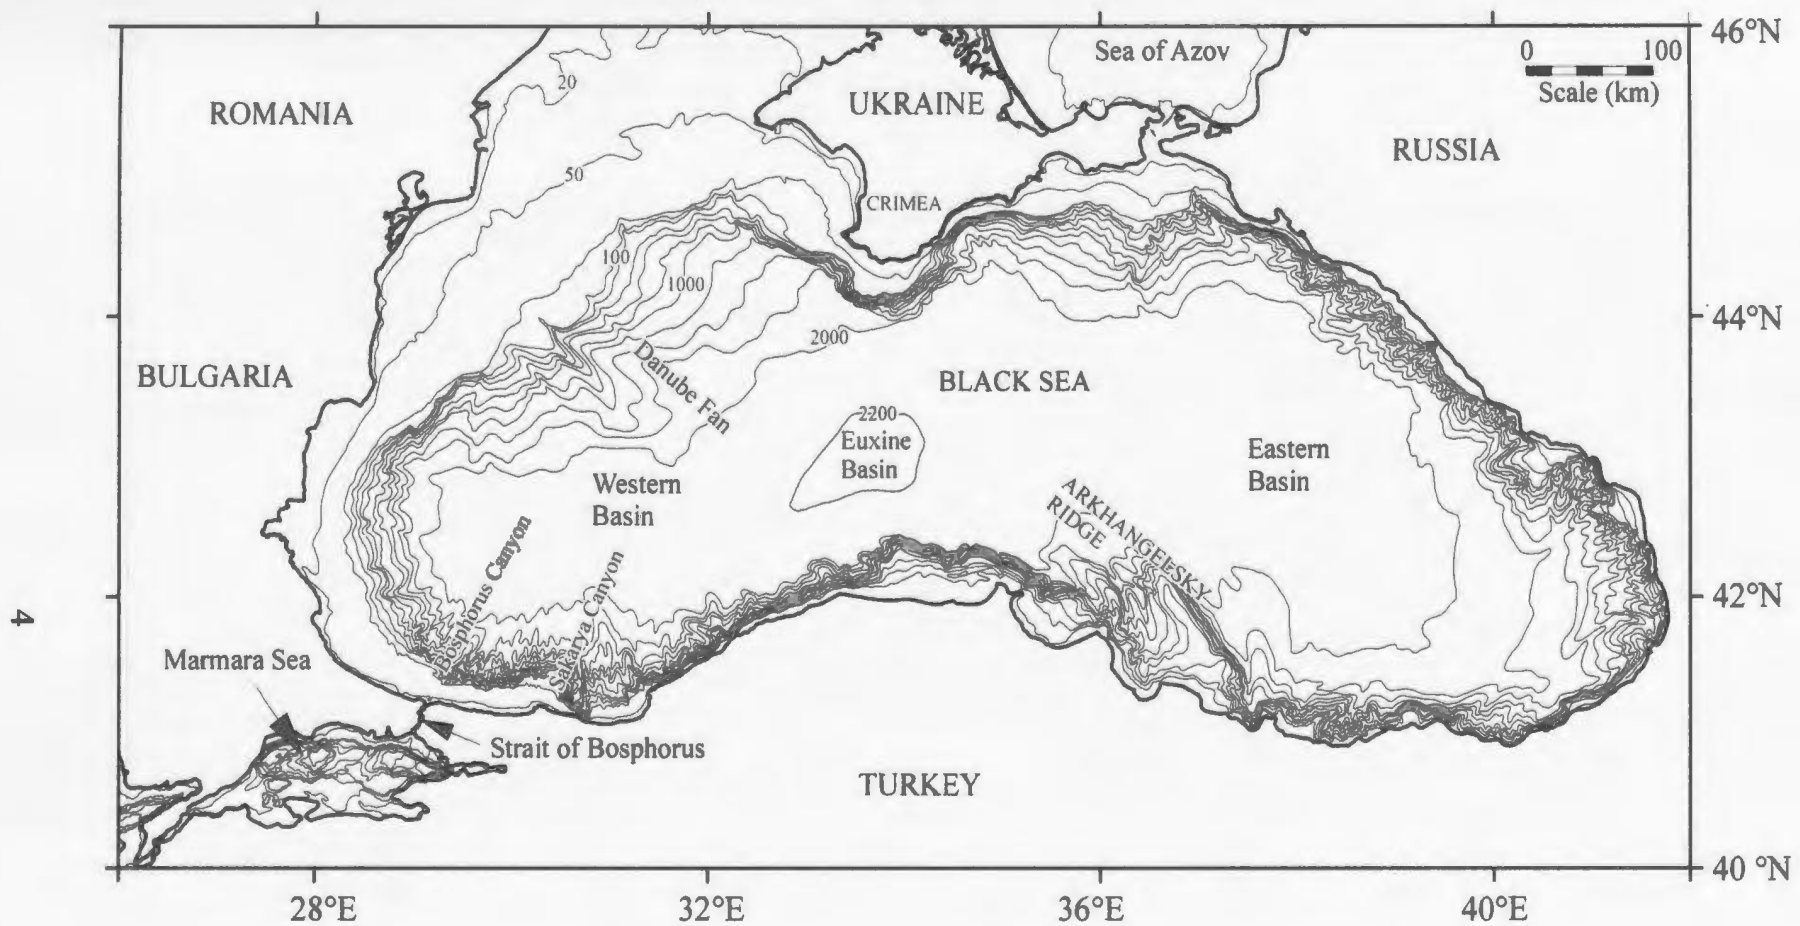 46°N
Sea of Azov
0 100
Scale (km)
20
ROMANIA
UKRAINE
RUSSIA
50
CRIMEA
100
1000
44°N
2000
Danube Fan
BULGARIA
BLACK SEA
2200
Euxine
Basin
Eastern
Basin
Western
Basin
ARKHANGELSKY
RIDGE
Bosphorus Canyon
Sakarya Canyon
42°N
4
Marmara Sea
Strait of Bosphorus
TURKEY
40 °N
28°E
32°E
36°E
40°E